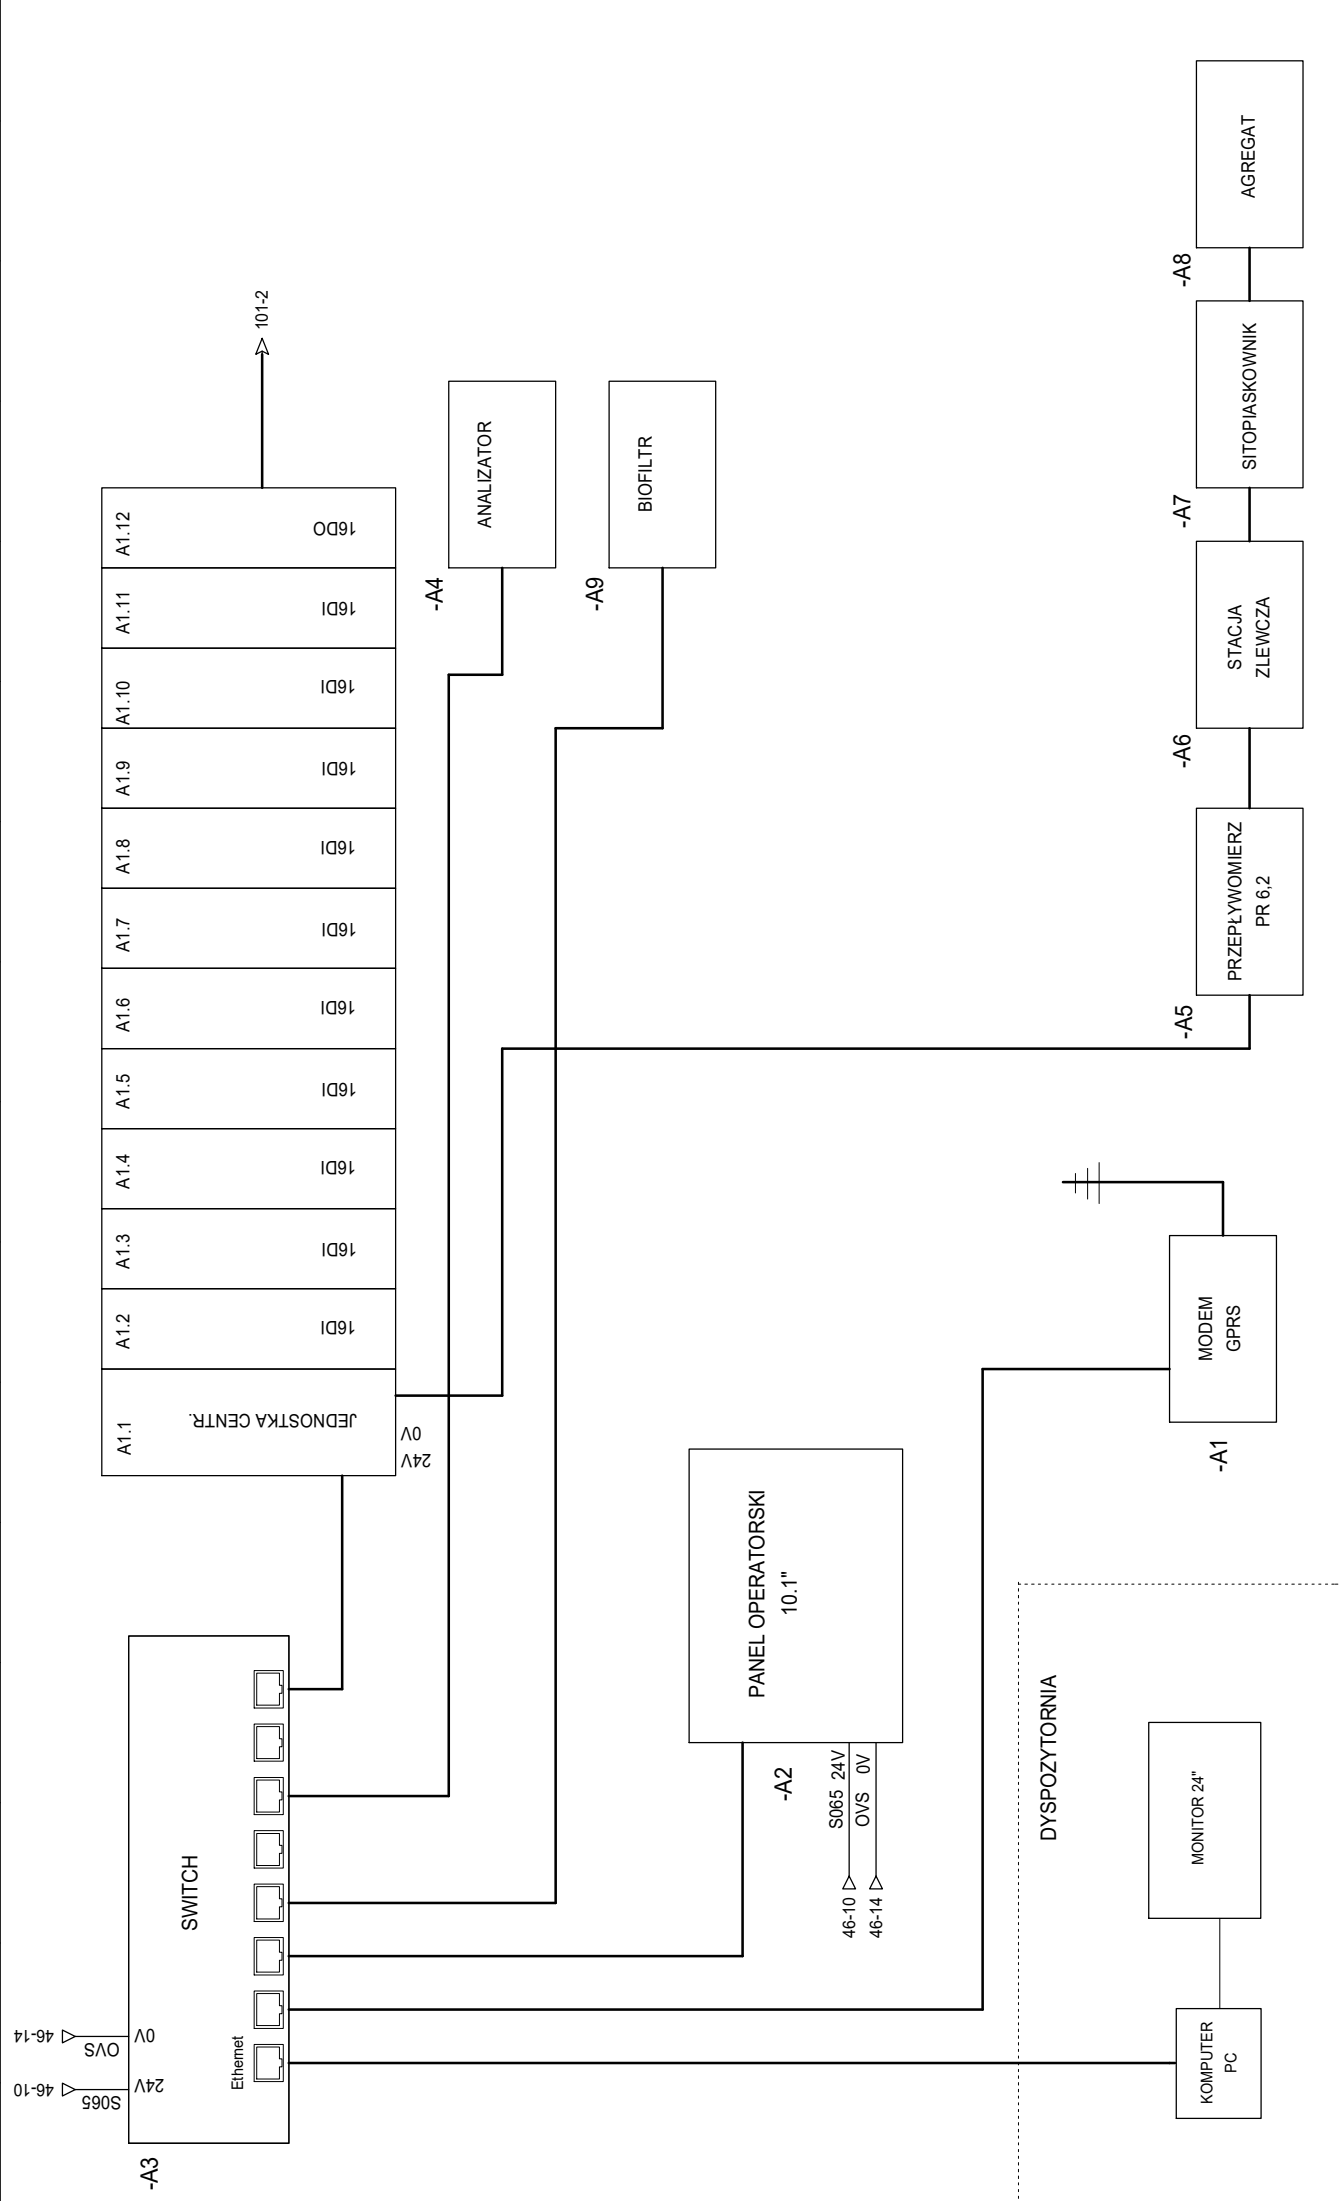 -A3
SWITCH
Ethernet
24V
0V
S065
OVS
46-10
46-14
A1.1
JEDNOSTKA CENTR.
24V
0V
A1.2
16DI
A1.3
16DI
A1.4
16DI
A1.5
16DI
A1.6
16DI
A1.7
16DI
A1.8
16DI
A1.9
16DI
A1.10
16DI
A1.11
16DI
A1.12
16DO
101-2
-A4
ANALIZATOR
-A9
BIOFILTR
-A2
PANEL OPERATORSKI
10.1"
46-10
S065 24V
46-14
OVS 0V
DYSPOZYTORNIA
KOMPUTER
PC
MONITOR 24"
-A1
MODEM
GPRS
-A5
PRZEPŁYWOMIERZ
PR 6,2
-A6
STACJA
ZLEWCZA
-A7
SITOPIASKOWNIK
-A8
AGREGAT